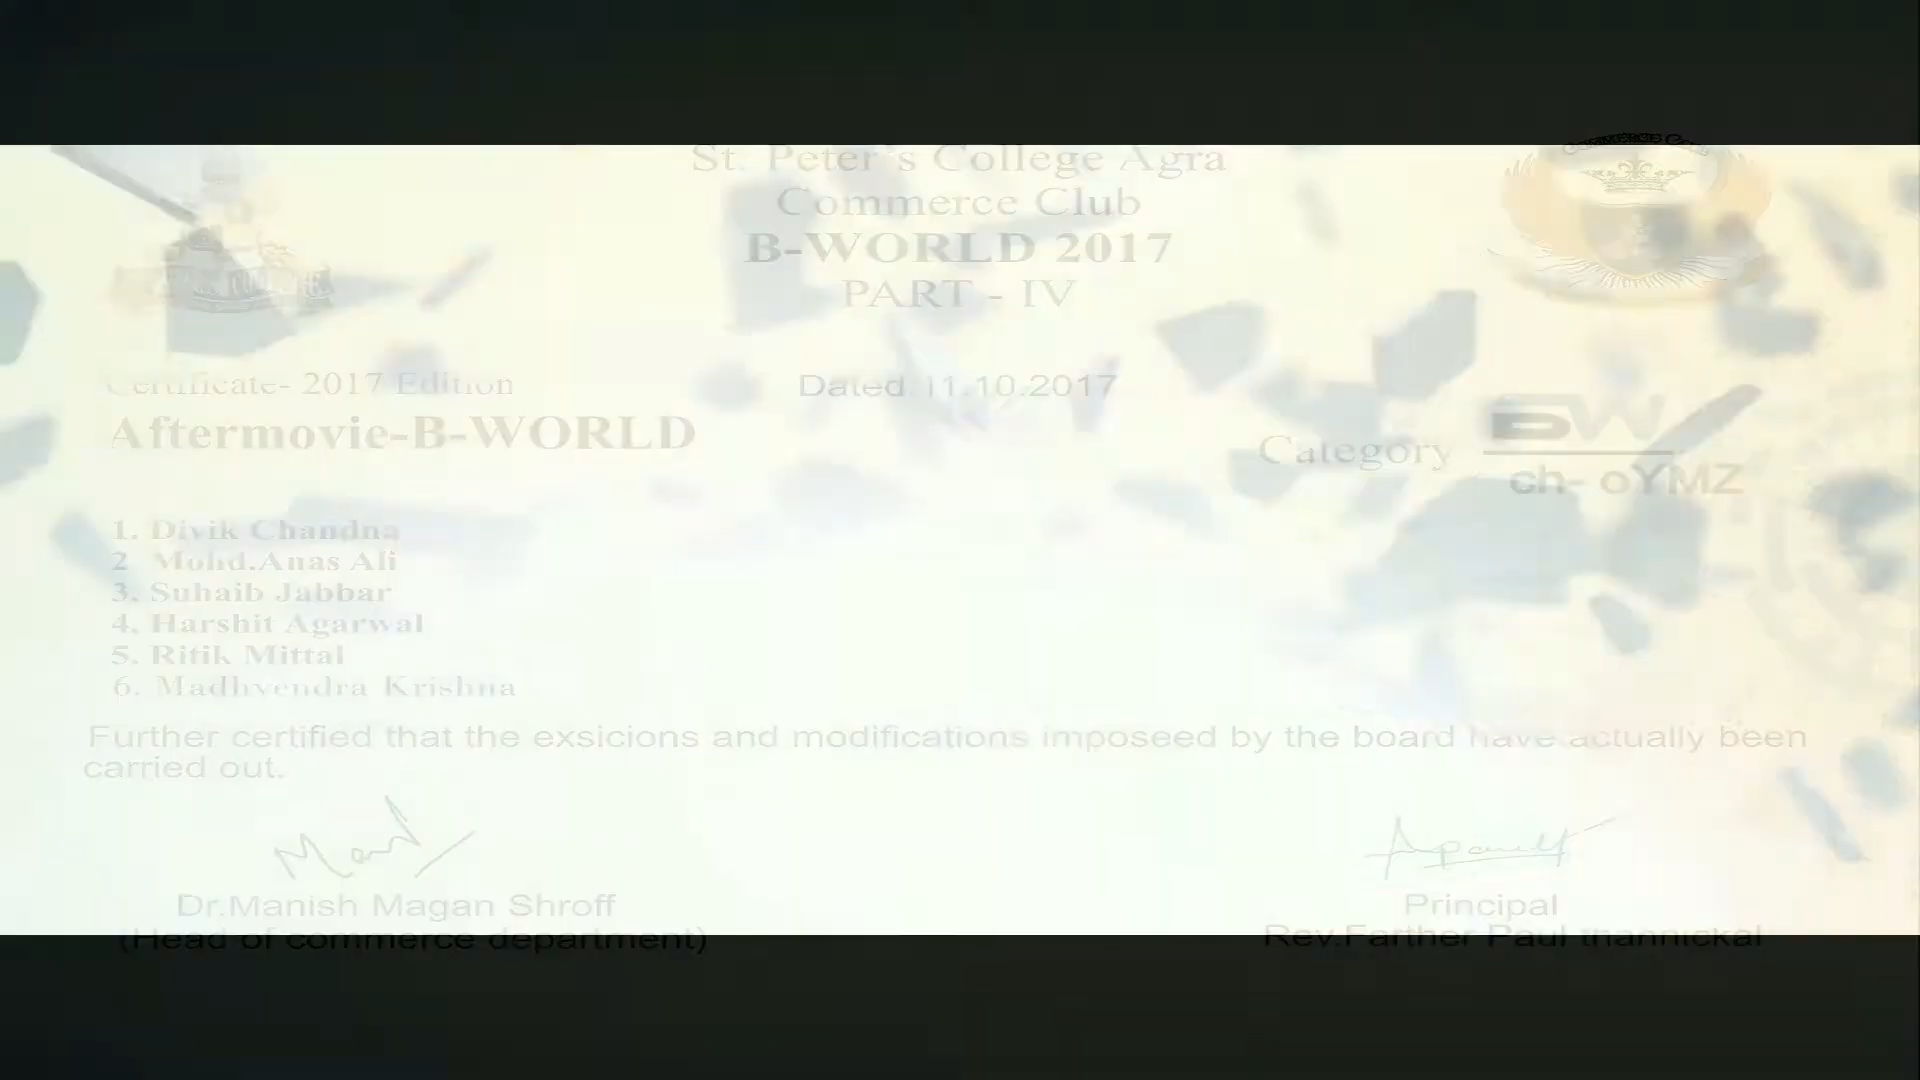 St. Peter's College Agra
Commerce Club
B-WORLD 2017
PART - IV
Certificate- 2017 Edition
Dated.11.10.2017
Aftermovie-B-WORLD
Category
BW
ch- oYMZ
1. Divik Chandna
2 Mohd.Anas Ali
3. Suhaib Jabbar
4. Harshit Agarwal
5. Ritik Mittal
6. Madhvendra Krishna
Further certified that the exsicions and modifications imposeed by the board have actually been
carried out.
Dr.Manish Magan Shroff
(Head of commerce department)
Principal
Rev.Farther Paul thannickal